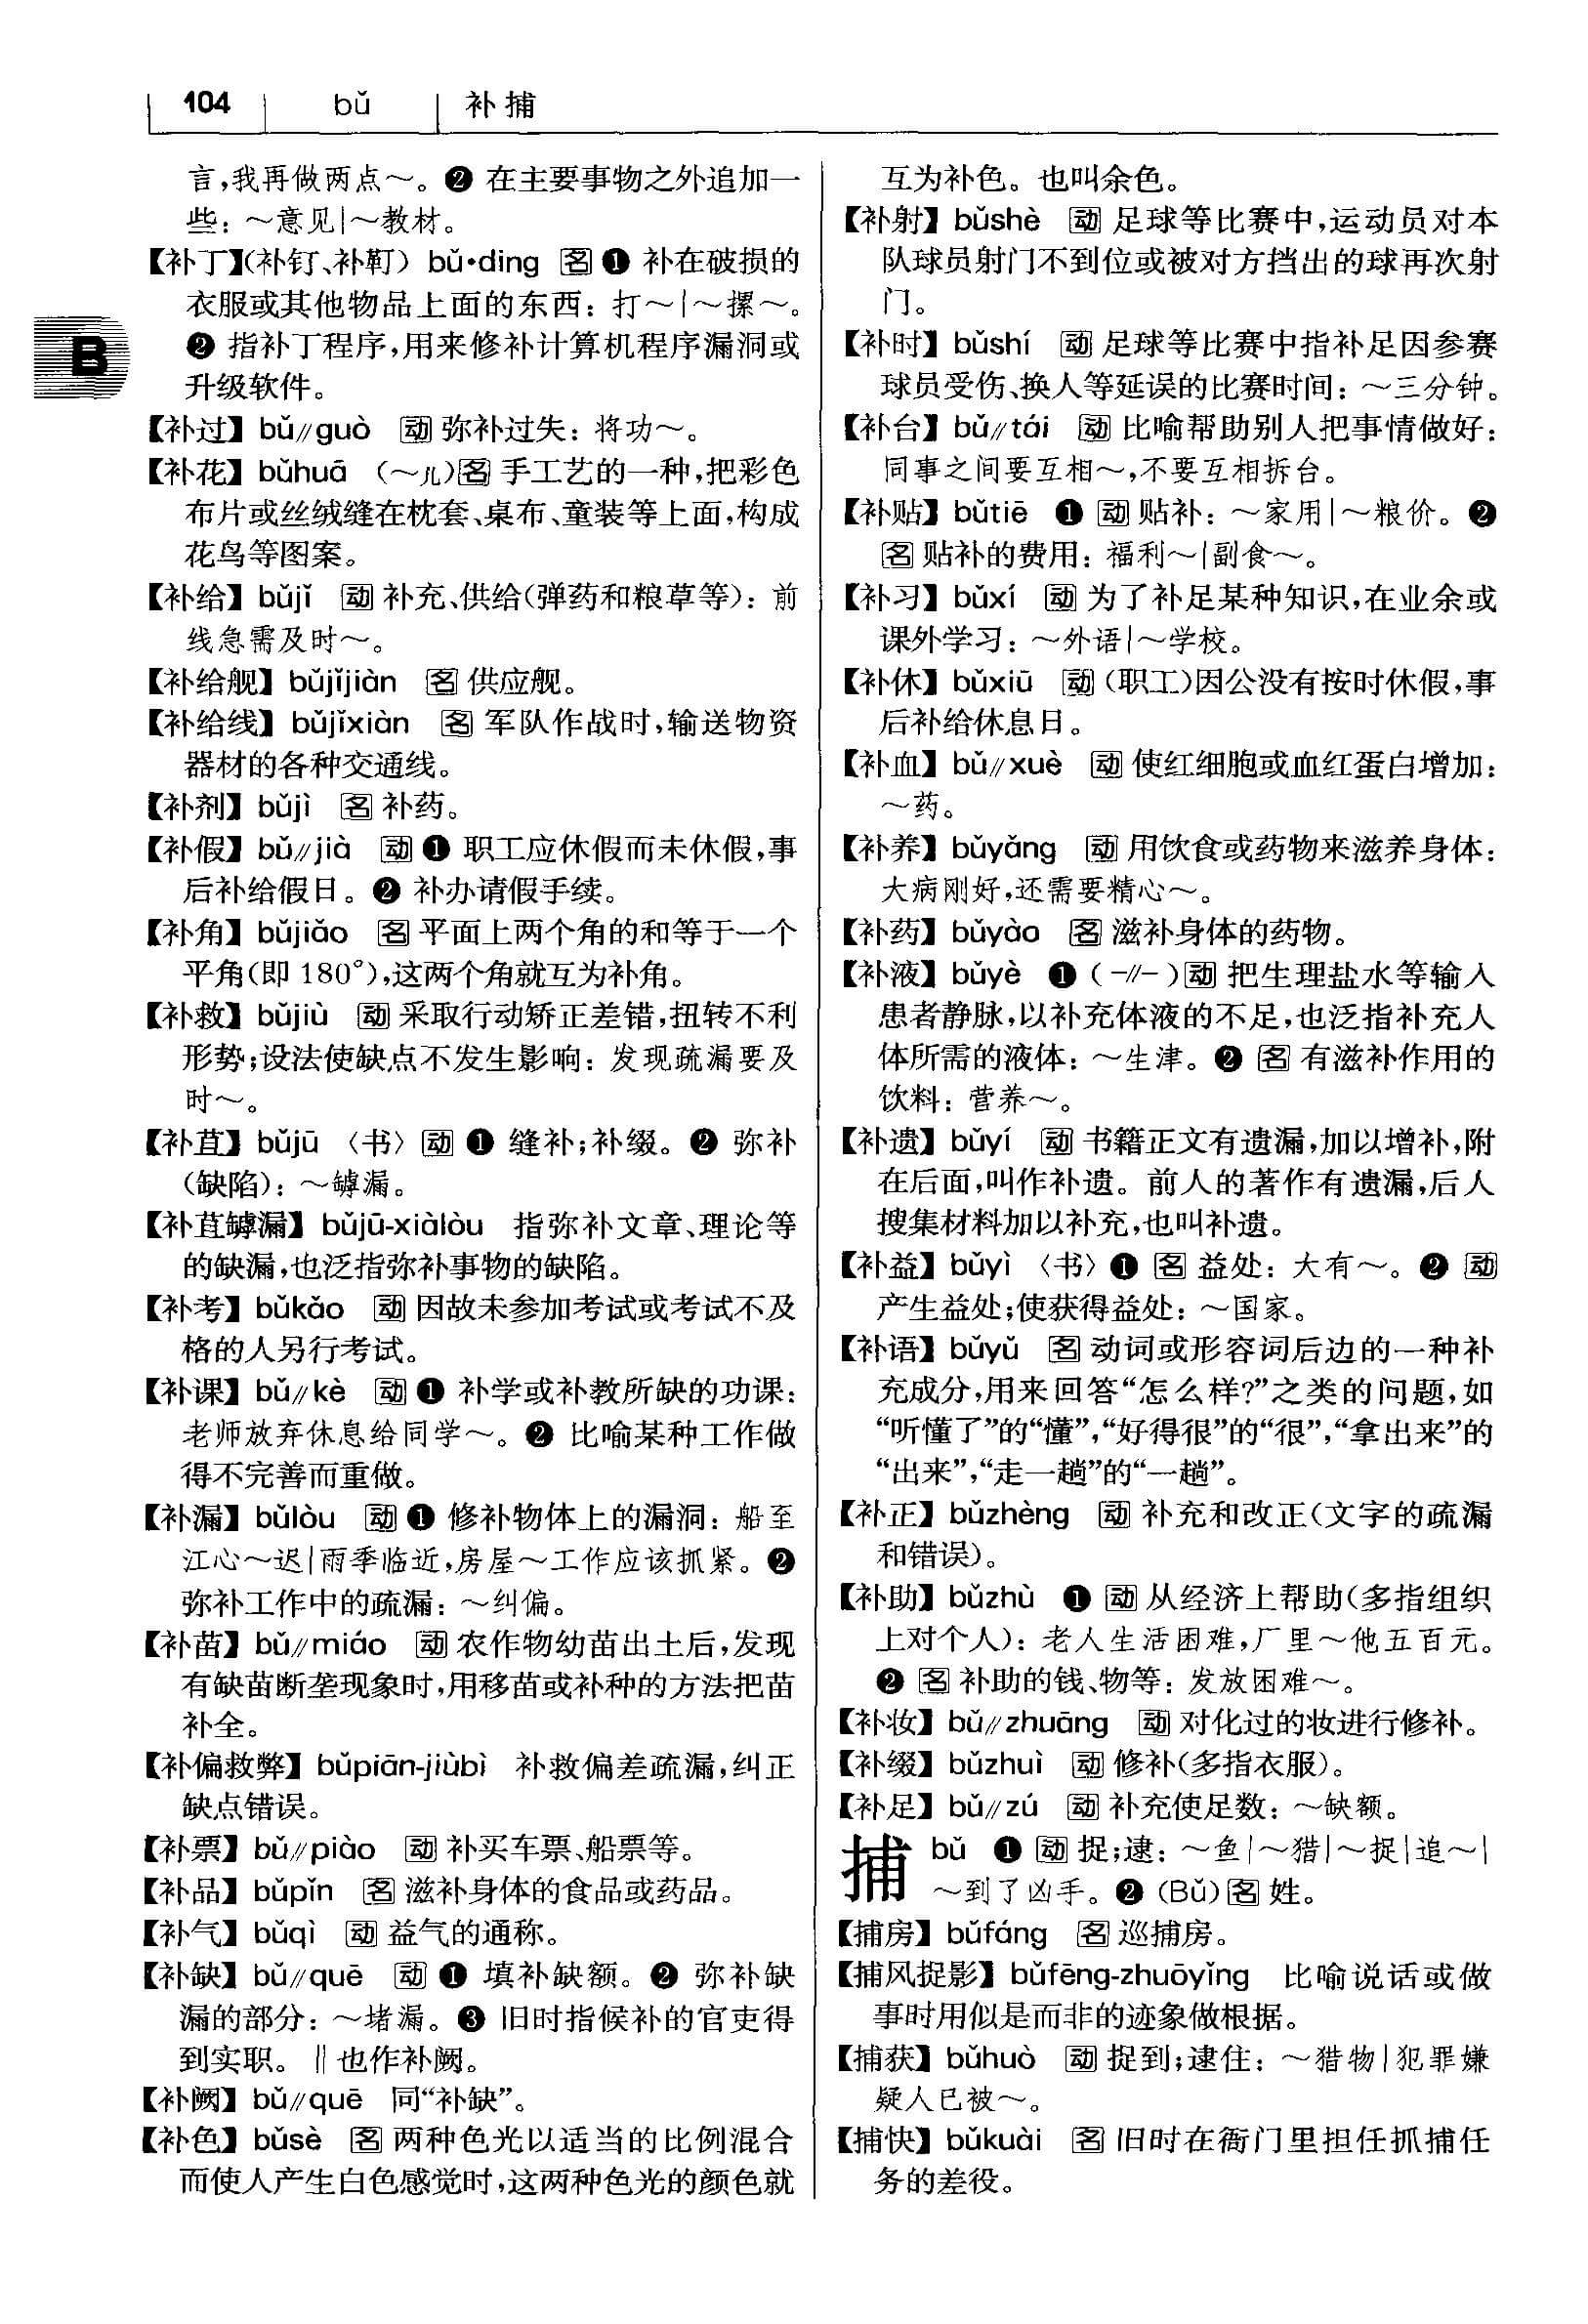 104 bǔ 补捕
言,我再做两点～。❷ 在主要事物之外追加一
些：～意见|～教材。
【补丁】(补钉、补靪) bǔ•ding 名 ❶ 补在破损的
衣服或其他物品上面的东西：打～|～摞～。
❷ 指补丁程序,用来修补计算机程序漏洞或
升级软件。
B
【补过】bǔ//guò 动 弥补过失：将功～。
【补花】bǔhuā (～儿)名 手工艺的一种,把彩色
布片或丝绒缝在枕套、桌布、童装等上面,构成
花鸟等图案。
【补给】bǔjǐ 动 补充、供给(弹药和粮草等)：前
线急需及时～。
【补给舰】bǔjǐjiàn 名 供应舰。
【补给线】bǔjǐxiàn 名 军队作战时,输送物资
器材的各种交通线。
【补剂】bǔjì 名 补药。
【补假】bǔ//jià 动 ❶ 职工应休假而未休假,事
后补给假日。❷ 补办请假手续。
【补角】bǔjiǎo 名 平面上两个角的和等于一个
平角(即 180°),这两个角就互为补角。
【补救】bǔjiù 动 采取行动矫正差错,扭转不利
形势;设法使缺点不发生影响：发现疏漏要及
时～。
【补苴】bǔjū 〈书〉动 ❶ 缝补;补缀。❷ 弥补
(缺陷)：～罅漏。
【补苴罅漏】bǔjū-xiàlòu 指弥补文章、理论等
的缺漏,也泛指弥补事物的缺陷。
【补考】bǔkǎo 动 因故未参加考试或考试不及
格的人另行考试。
【补课】bǔ//kè 动 ❶ 补学或补教所缺的功课：
老师放弃休息给同学～。❷ 比喻某种工作做
得不完善而重做。
【补漏】bǔlòu 动 ❶ 修补物体上的漏洞：船至
江心～迟|雨季临近,房屋～工作应该抓紧。❷
弥补工作中的疏漏：～纠偏。
【补苗】bǔ//miáo 动 农作物幼苗出土后,发现
有缺苗断垄现象时,用移苗或补种的方法把苗
补全。
【补偏救弊】bǔpiān-jiùbì 补救偏差疏漏,纠正
缺点错误。
【补票】bǔ//piào 动 补买车票、船票等。
【补品】bǔpǐn 名 滋补身体的食品或药品。
【补气】bǔqì 动 益气的通称。
【补缺】bǔ//quē 动 ❶ 填补缺额。❷ 弥补缺
漏的部分：～堵漏。❸ 旧时指候补的官吏得
到实职。‖也作补阙。
【补阙】bǔ//quē 同“补缺”。
【补色】bǔsè 名 两种色光以适当的比例混合
而使人产生白色感觉时,这两种色光的颜色就
互为补色。也叫余色。
【补射】bǔshè 动 足球等比赛中,运动员对本
队球员射门不到位或被对方挡出的球再次射
门。
【补时】bǔshí 动 足球等比赛中指补足因参赛
球员受伤、换人等延误的比赛时间：～三分钟。
【补台】bǔ//tái 动 比喻帮助别人把事情做好：
同事之间要互相～,不要互相拆台。
【补贴】bǔtiē ❶ 动 贴补：～家用|～粮价。❷
名 贴补的费用：福利～|副食～。
【补习】bǔxí 动 为了补足某种知识,在业余或
课外学习：～外语|～学校。
【补休】bǔxiū 动 (职工)因公没有按时休假,事
后补给休息日。
【补血】bǔ//xuè 动 使红细胞或血红蛋白增加：
～药。
【补养】bǔyǎng 动 用饮食或药物来滋养身体：
大病刚好,还需要精心～。
【补药】bǔyào 名 滋补身体的药物。
【补液】bǔyè ❶ (-//-)动 把生理盐水等输入
患者静脉,以补充体液的不足,也泛指补充人
体所需的液体：～生津。❷ 名 有滋补作用的
饮料：营养～。
【补遗】bǔyí 动 书籍正文有遗漏,加以增补,附
在后面,叫作补遗。前人的著作有遗漏,后人
搜集材料加以补充,也叫补遗。
【补益】bǔyì 〈书〉❶ 名 益处：大有～。❷ 动
产生益处;使获得益处：～国家。
【补语】bǔyǔ 名 动词或形容词后边的一种补
充成分,用来回答“怎么样?”之类的问题,如
“听懂了”的“懂”,“好得很”的“很”,“拿出来”的
“出来”,“走一趟”的“一趟”。
【补正】bǔzhèng 动 补充和改正(文字的疏漏
和错误)。
【补助】bǔzhù ❶ 动 从经济上帮助(多指组织
上对个人)：老人生活困难,厂里～他五百元。
❷ 名 补助的钱、物等：发放困难～。
【补妆】bǔ//zhuāng 动 对化过的妆进行修补。
【补缀】bǔzhuì 动 修补(多指衣服)。
【补足】bǔ//zú 动 补充使足数：～缺额。
捕 bǔ ❶ 动 捉;逮：～鱼|～猎|～捉|追～|
～到了凶手。❷ (Bǔ)名 姓。
【捕房】bǔfáng 名 巡捕房。
【捕风捉影】bǔfēng-zhuōyǐng 比喻说话或做
事时用似是而非的迹象做根据。
【捕获】bǔhuò 动 捉到;逮住：～猎物|犯罪嫌
疑人已被～。
【捕快】bǔkuài 名 旧时在衙门里担任抓捕任
务的差役。